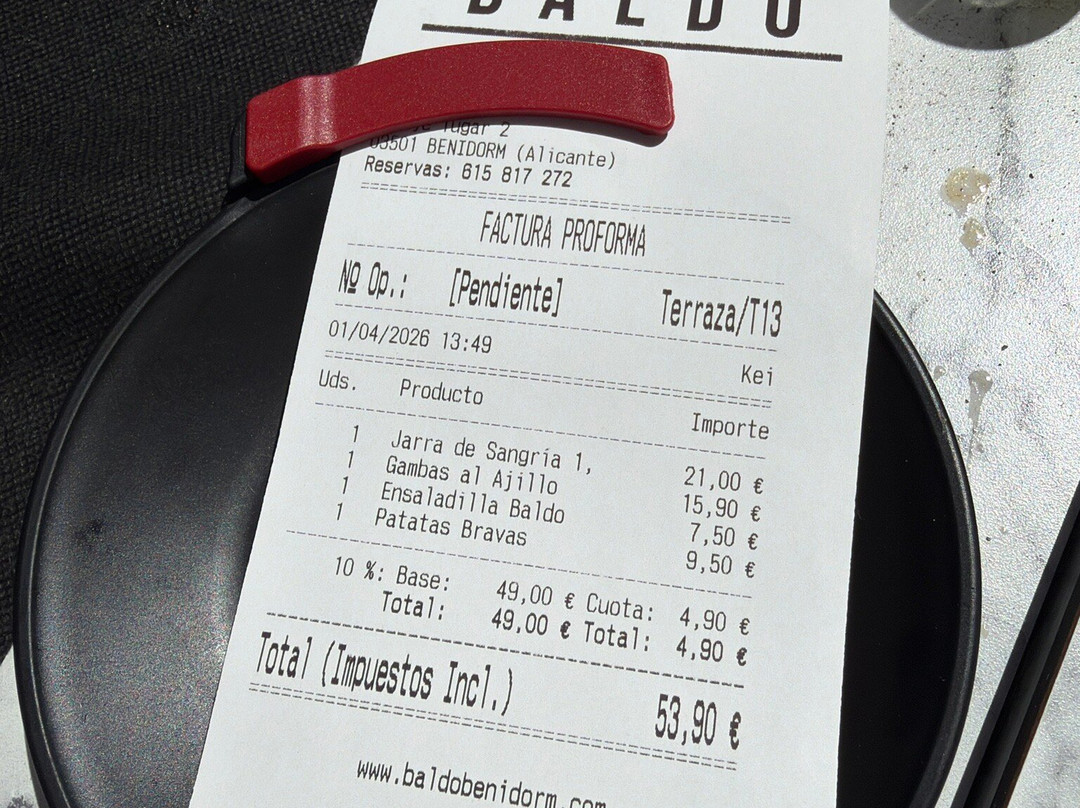 BALDO
Tugar 2
03501 BENIDORM (Alicante)
Reservas: 615 817 272
FACTURA PROFORMA
Nº Op.: [Pendiente] Terraza/T13
01/04/2026 13:49 Kei
Uds. Producto Importe
1 Jarra de Sangría 1, 21,00 €
1 Gambas al Ajillo 15,90 €
1 Ensaladilla Baldo 7,50 €
1 Patatas Bravas 9,50 €
10 %: Base: 49,00 € Cuota: 4,90 €
Total: 49,00 € Total: 4,90 €
Total (Impuestos Incl.) 53,90 €
www.baldobenidorm.com